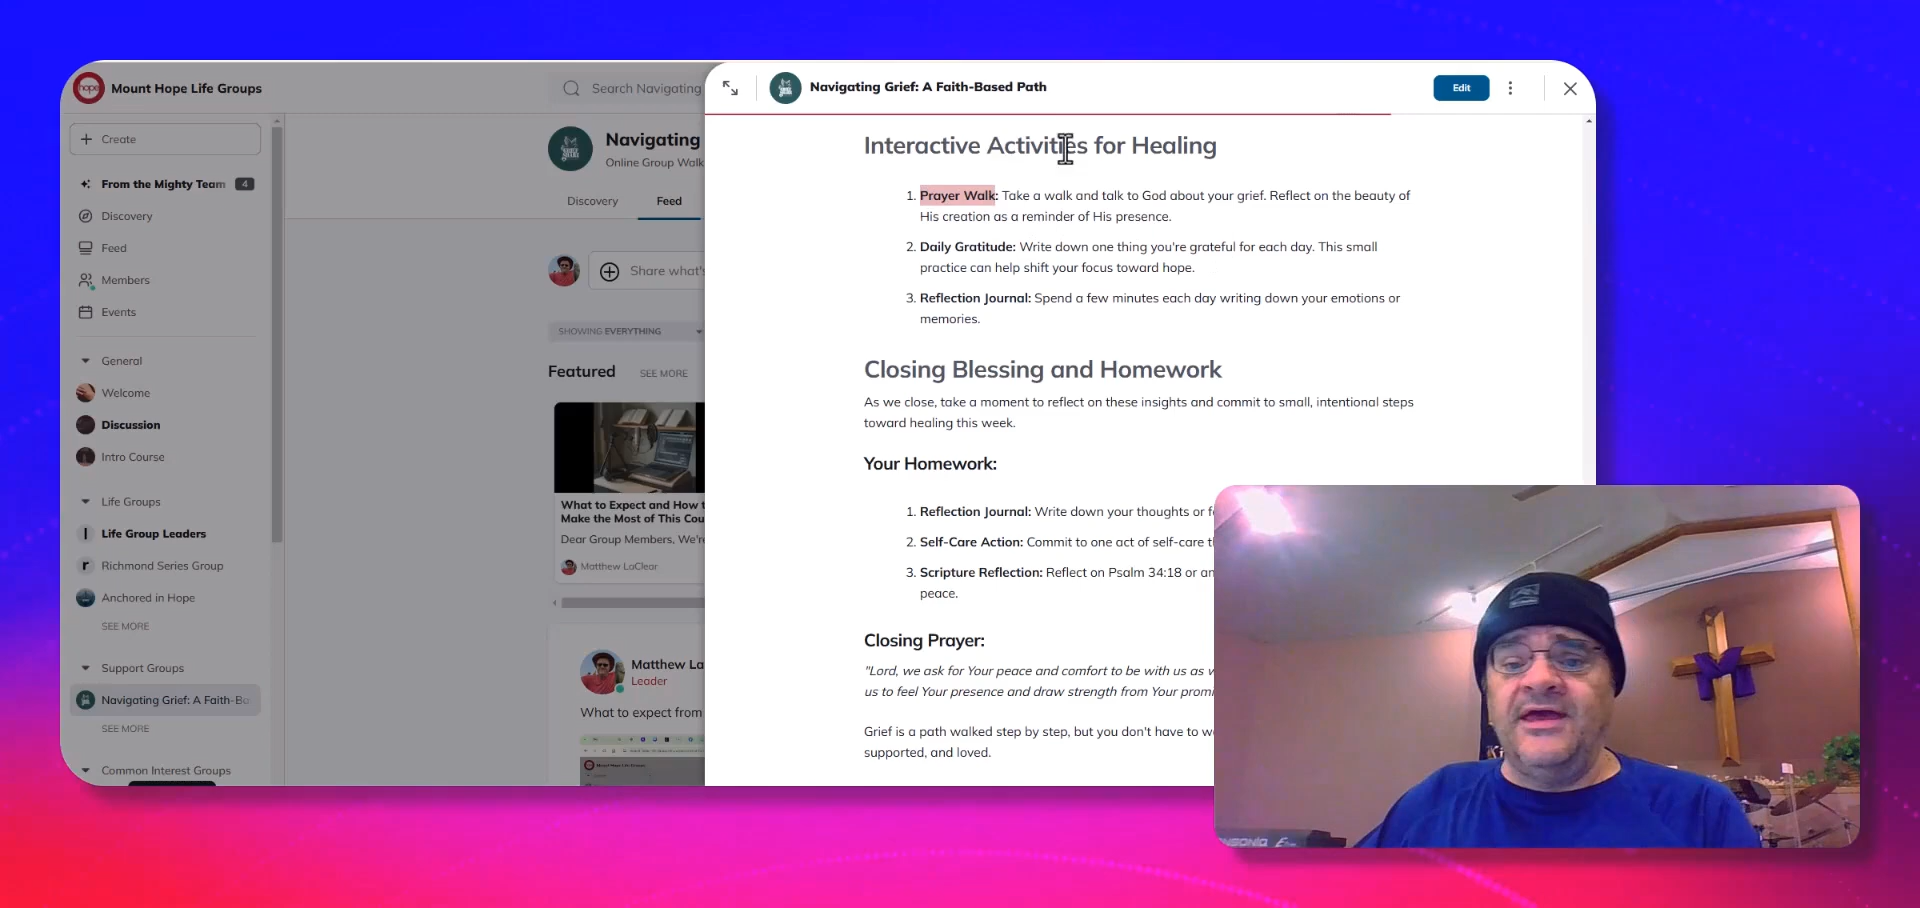 hope
Mount Hope Life Groups
Search Navigating
Navigating Grief: A Faith-Based Path
Edit
Create
From the Mighty Team 4
Discovery
Feed
Members
Events
General
Welcome
Discussion
Intro Course
Life Groups
Life Group Leaders
r Richmond Series Group
Anchored in Hope
SEE MORE
Support Groups
Navigating Grief: A Faith-Ba
SEE MORE
Common Interest Groups
Navigating
Online Group Walk
Discovery
Feed
Share what's
SHOWING EVERYTHING
Featured
SEE MORE
What to Expect and How t
Make the Most of This Cou
Dear Group Members, We're
Matthew LaClear
Matthew La
Leader
What to expect from
Mount Hope Life Groups
Interactive Activities for Healing
1. Prayer Walk: Take a walk and talk to God about your grief. Reflect on the beauty of
His creation as a reminder of His presence.
2. Daily Gratitude: Write down one thing you're grateful for each day. This small
practice can help shift your focus toward hope.
3. Reflection Journal: Spend a few minutes each day writing down your emotions or
memories.
Closing Blessing and Homework
As we close, take a moment to reflect on these insights and commit to small, intentional steps
toward healing this week.
Your Homework:
1. Reflection Journal: Write down your thoughts or f
2. Self-Care Action: Commit to one act of self-care t
3. Scripture Reflection: Reflect on Psalm 34:18 or an
peace.
Closing Prayer:
"Lord, we ask for Your peace and comfort to be with us as w
us to feel Your presence and draw strength from Your promi
Grief is a path walked step by step, but you don't have to w
supported, and loved.